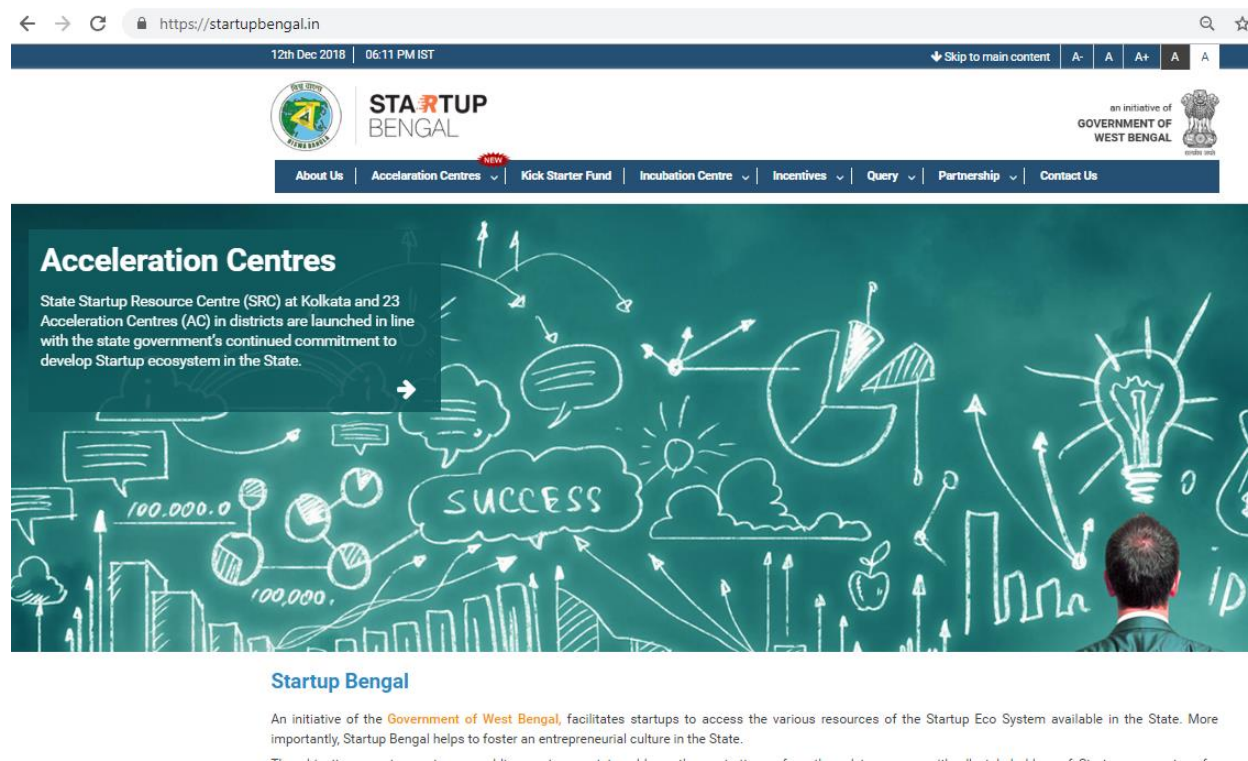 https://startupbengal.in
12th Dec 2018 | 06:11 PM IST
Skip to main content A- A A+ A A
STARTUP
BENGAL
BISWA BANGLA
an initiative of
GOVERNMENT OF
WEST BENGAL
NEW
About Us | Accelaration Centres | Kick Starter Fund | Incubation Centre | Incentives | Query | Partnership | Contact Us
Acceleration Centres
State Startup Resource Centre (SRC) at Kolkata and 23
Acceleration Centres (AC) in districts are launched in line
with the state government's continued commitment to
develop Startup ecosystem in the State.
SUCCESS
100.000.0
100,000.
Startup Bengal
An initiative of the Government of West Bengal, facilitates startups to access the various resources of the Startup Eco System available in the State. More
importantly, Startup Bengal helps to foster an entrepreneurial culture in the State.